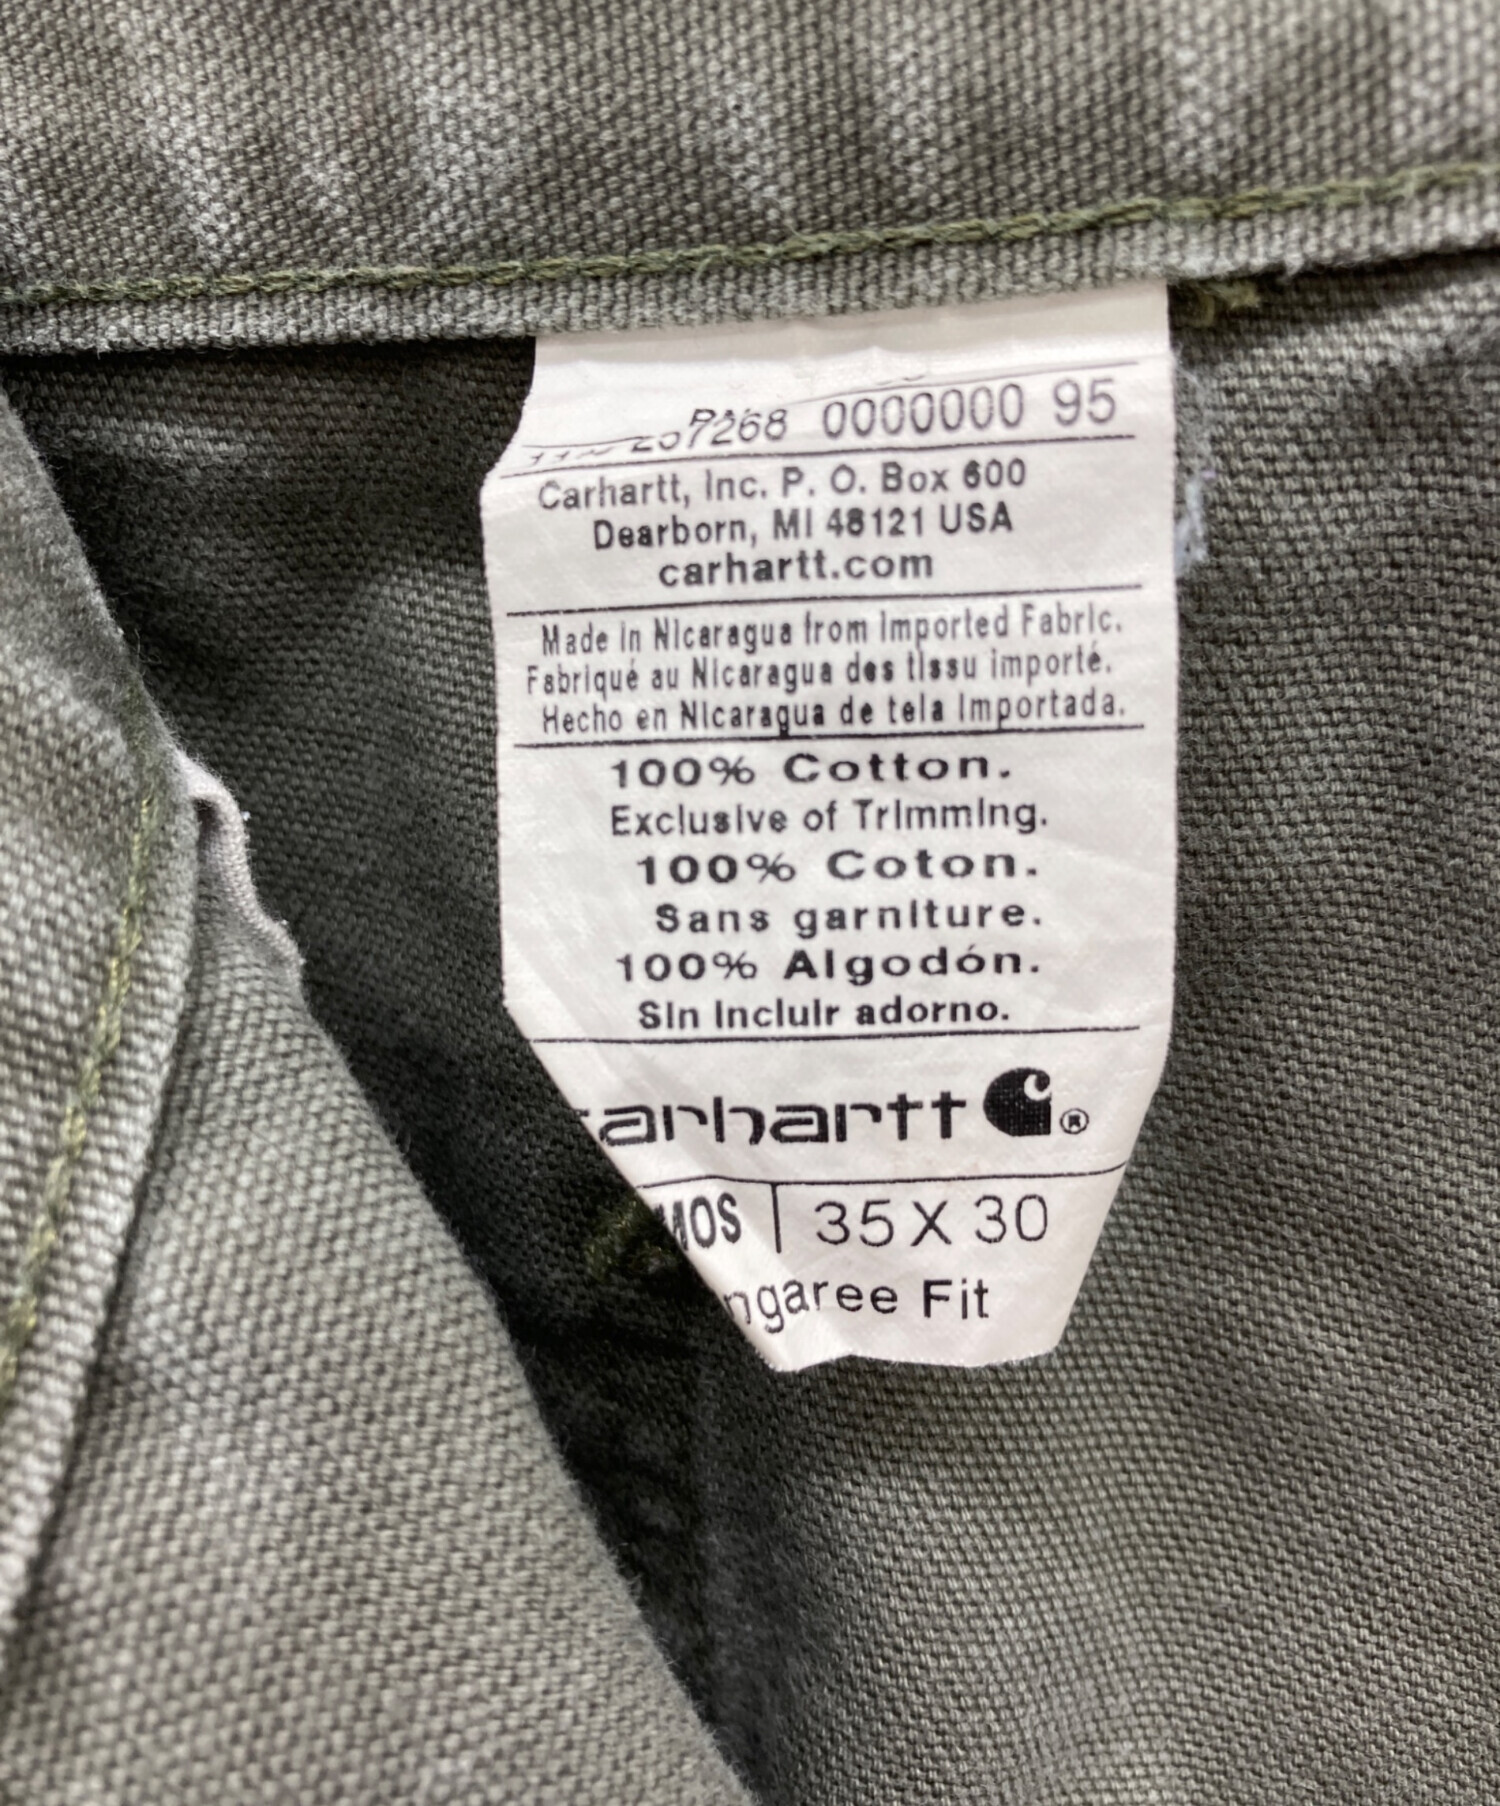 0000000 95
Carhartt, Inc. P. O. Box 600
Dearborn, MI 48121 USA
carhartt.com
Made in Nicaragua from Imported Fabric.
Fabriqué au Nicaragua des tissu importé.
Hecho en Nicaragua de tela Importada.
100% Cotton.
Exclusive of Trimming.
100% Coton.
Sans garniture.
100% Algodón.
Sin Incluir adorno.
arhartt ®
MOS | 35 X 30
ngaree Fit